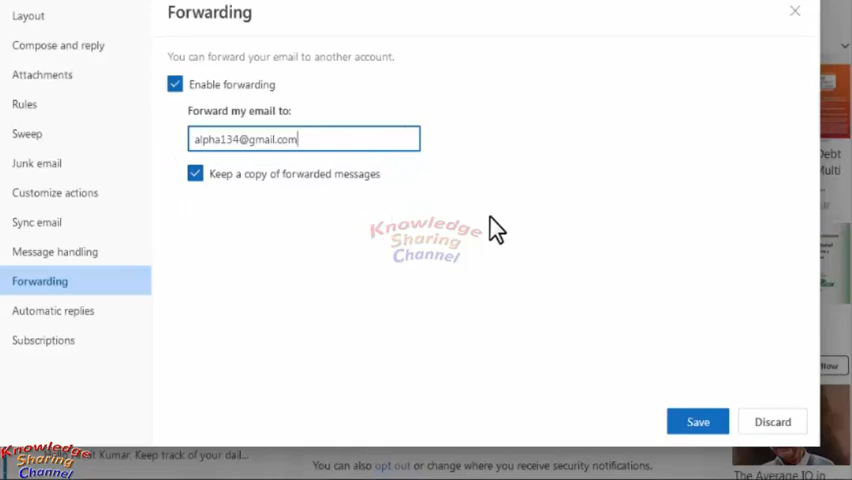 Layout
Compose and reply
Attachments
Rules
Sweep
Junk email
Customize actions
Sync email
Message handling
Forwarding
Automatic replies
Subscriptions
Forwarding
You can forward your email to another account.
Enable forwarding
Forward my email to:
alpha134@gmail.com
Keep a copy of forwarded messages
Knowledge
Sharing
Channel
Save
Discard
Debt
Multi
Knowledge
Sharing
Channel
Kumar. Keep track of your dail...
You can also opt out or change where you receive security notifications.
The Average IQ in